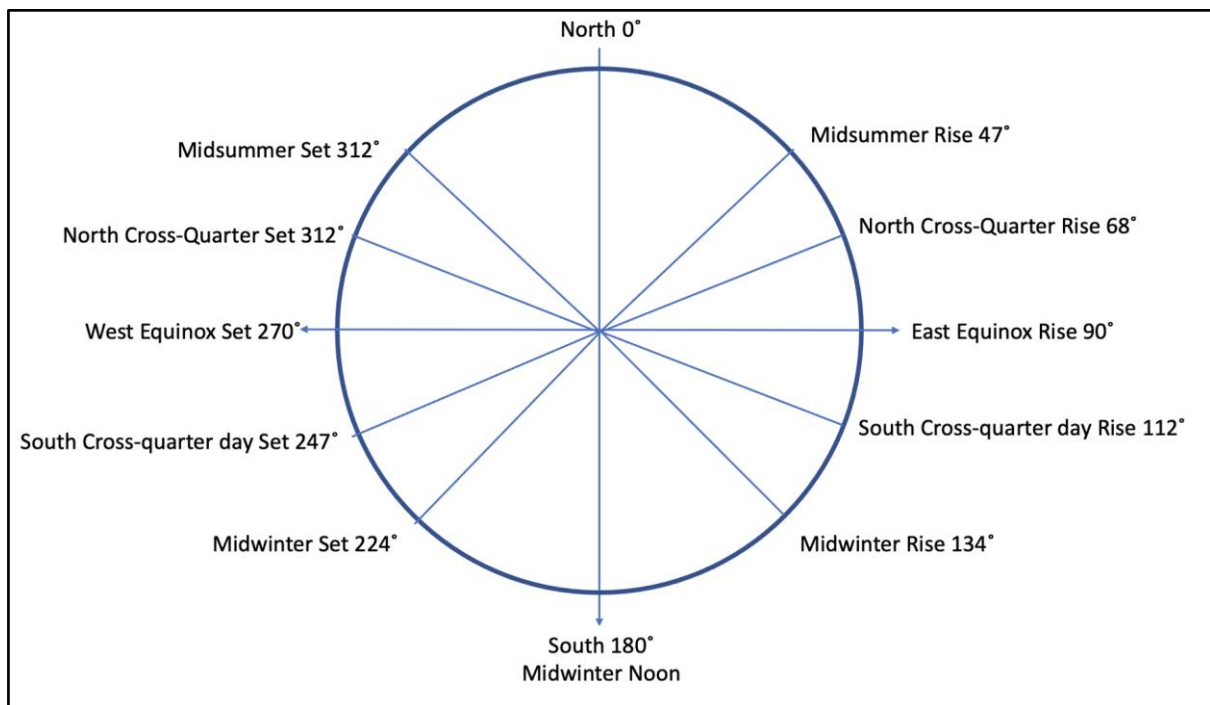 North 0˚
Midsummer Set 312˚
Midsummer Rise 47˚
North Cross-Quarter Set 312˚
North Cross-Quarter Rise 68˚
West Equinox Set 270˚
East Equinox Rise 90˚
South Cross-quarter day Set 247˚
South Cross-quarter day Rise 112˚
Midwinter Set 224˚
Midwinter Rise 134˚
South 180˚
Midwinter Noon